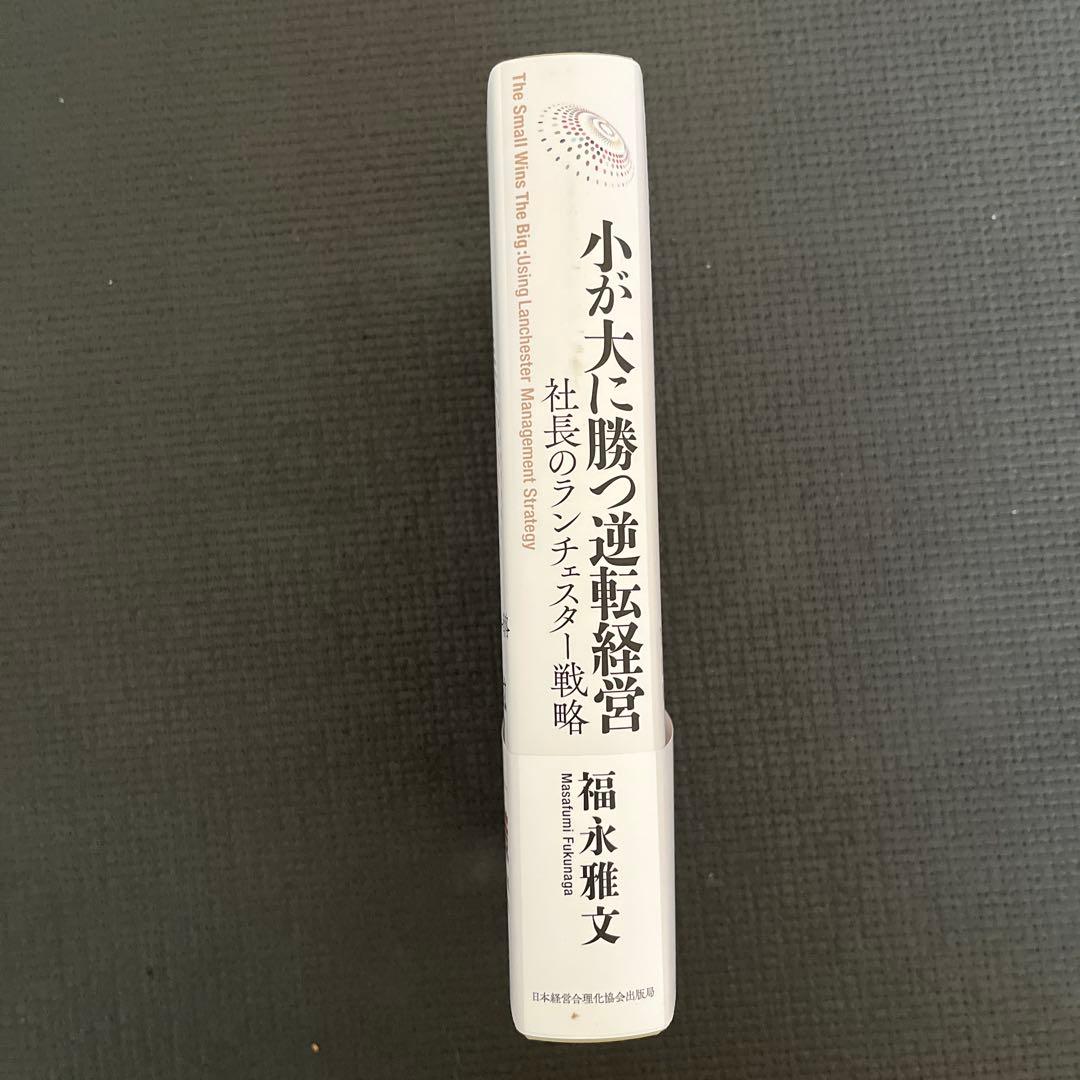 小が大に勝つ逆転経営
社長のランチェスター戦略
The Small Wins The Big:Using Lanchester Management Strategy
福永雅文
Masafumi Fukunaga
日本経営合理化協会出版局